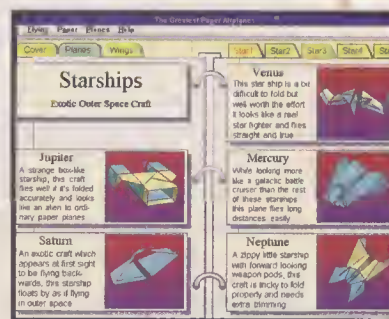 The Greatest Paper Airplanes
Flying Paper Planes Help
Cover Planes Wings
Star1 Star2 Star3 Star4
Starships
Exotic Outer Space Craft
Jupiter
A strange box-like
starship, this craft
flies well if it's folded
accurately and looks
like an alien to ordi-
nary paper planes
Saturn
An exotic craft which
appears at first sight
to be flying back-
wards, this starship
floats by as if flying
in outer space
Venus
This star ship is a bit
difficult to fold but
well worth the effort
It looks like a real
star fighter and flies
straight and true
Mercury
While looking more
like a galactic battle
cruiser than the rest
of these starships
this plane flies long
distances easily
Neptune
A zippy little starship
with forward looking
weapon pods, this
craft is tricky to fold
properly and needs
extra trimming